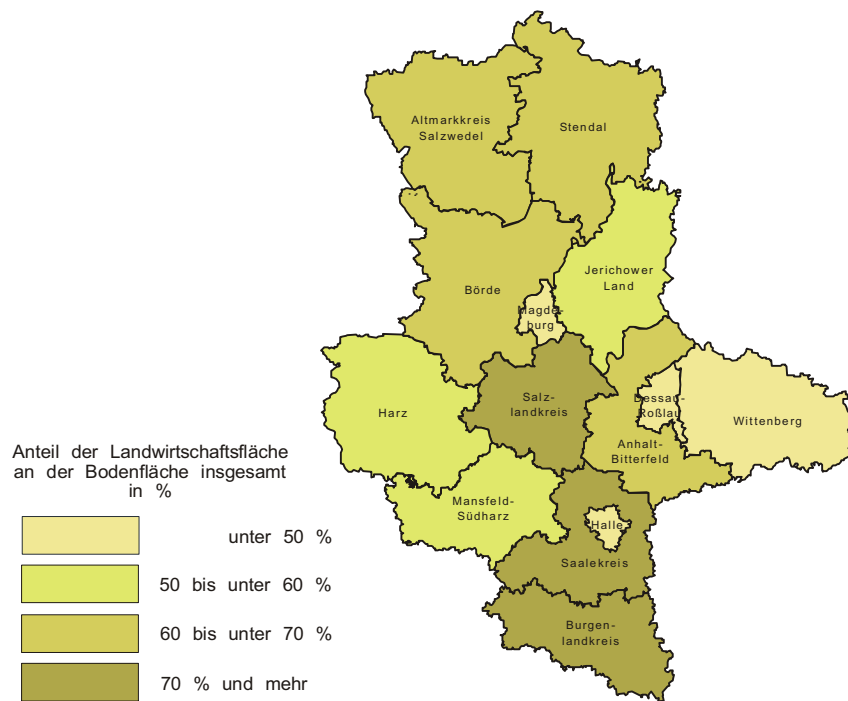 Altmarkkreis
Salzwedel
Stendal
Jerichower
Land
Börde
Magde-
burg
Salz-
landkreis
Harz
Dessau-
Roßlau
Wittenberg
Anhalt-
Bitterfeld
Mansfeld-
Südharz
Halle
Saalekreis
Burgen-
landkreis
Anteil der Landwirtschaftsfläche
an der Bodenfläche insgesamt
in %
unter 50 %
50 bis unter 60 %
60 bis unter 70 %
70 % und mehr